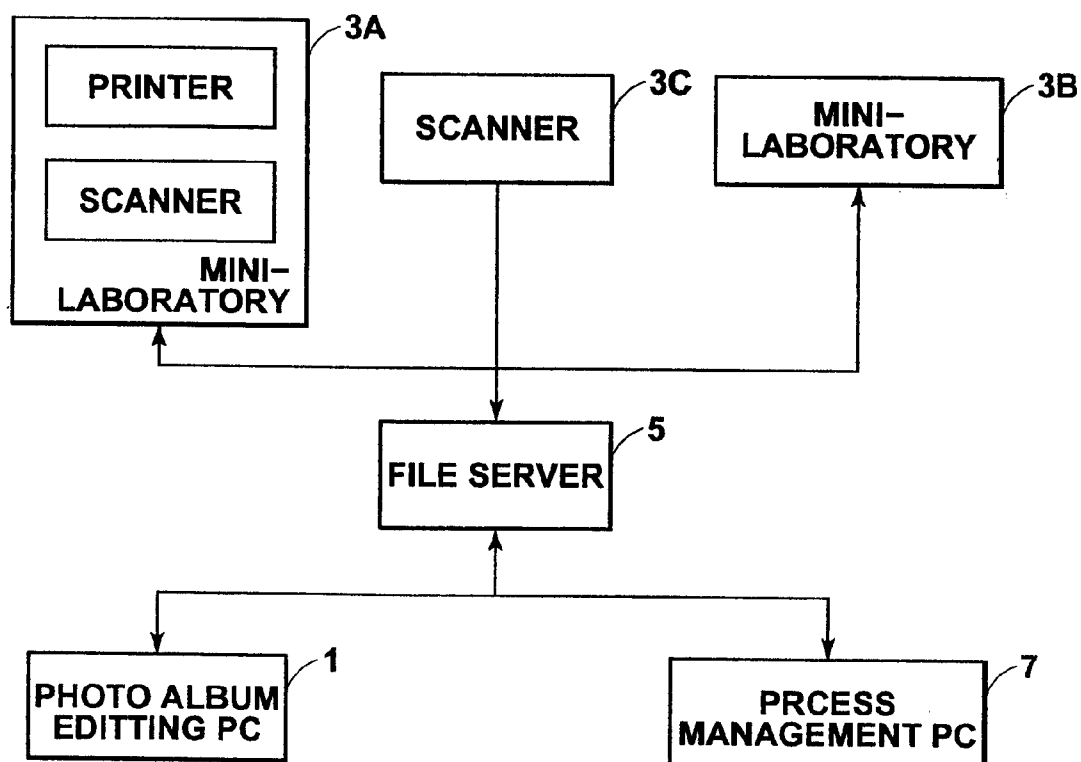 3A
PRINTER
SCANNER
MINI-
LABORATORY
3C
SCANNER
3B
MINI-
LABORATORY
5
FILE SERVER
1
PHOTO ALBUM
EDITTING PC
7
PRCESS
MANAGEMENT PC